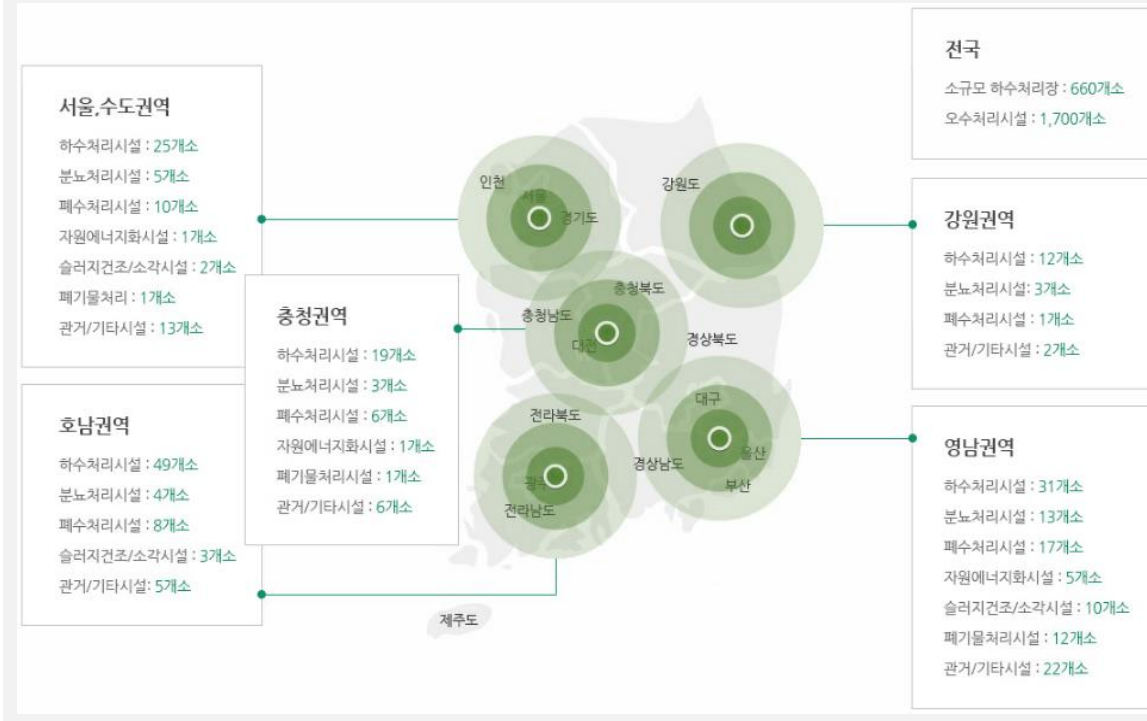 전국
소규모 하수처리장 : 660개소
오수처리시설 : 1,700개소
서울,수도권역
하수처리시설 : 25개소
분뇨처리시설 : 5개소
폐수처리시설 : 10개소
자원에너지화시설 : 1개소
슬러지건조/소각시설 : 2개소
폐기물처리 : 1개소
관거/기타시설 : 13개소
인천
서울
경기도
강원도
강원권역
하수처리시설 : 12개소
분뇨처리시설: 3개소
폐수처리시설 : 1개소
관거/기타시설 : 2개소
충청권역
하수처리시설 : 19개소
분뇨처리시설 : 3개소
폐수처리시설 : 6개소
자원에너지화시설 : 1개소
폐기물처리시설 : 1개소
관거/기타시설 : 6개소
충청북도
충청남도
대전
경상북도
호남권역
하수처리시설 : 49개소
분뇨처리시설 : 4개소
폐수처리시설 : 8개소
슬러지건조/소각시설 : 3개소
관거/기타시설: 5개소
전라북도
광주
전라남도
대구
경상남도
울산
부산
영남권역
하수처리시설 : 31개소
분뇨처리시설 : 13개소
폐수처리시설 : 17개소
자원에너지화시설 : 5개소
슬러지건조/소각시설 : 10개소
폐기물처리시설 : 12개소
관거/기타시설 : 22개소
제주도